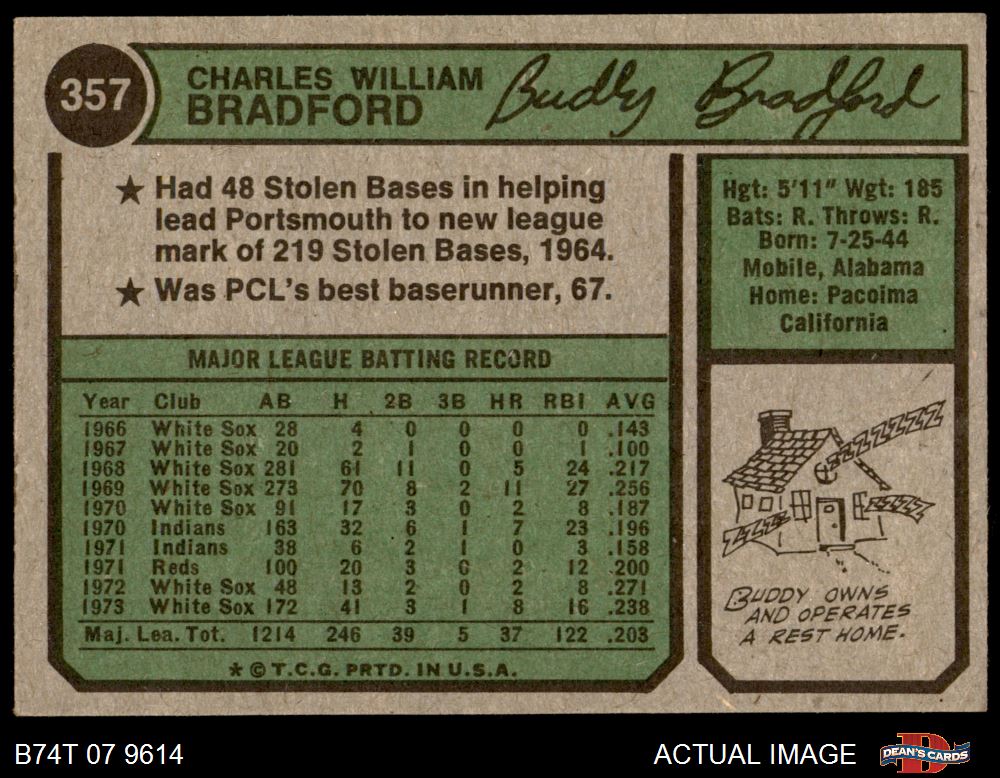 357
CHARLES WILLIAM
BRADFORD
Buddy Bradford
★ Had 48 Stolen Bases in helping
lead Portsmouth to new league
mark of 219 Stolen Bases, 1964.
★ Was PCL's best baserunner, 67.
Hgt: 5'11" Wgt: 185
Bats: R. Throws: R.
Born: 7-25-44
Mobile, Alabama
Home: Pacoima
California
MAJOR LEAGUE BATTING RECORD
Year Club AB H 2B 3B HR RBI AVG
1966 White Sox 28 4 0 0 0 0 .143
1967 White Sox 20 2 1 0 0 1 .100
1968 White Sox 281 61 11 0 5 24 .217
1969 White Sox 273 70 8 2 11 27 .256
1970 White Sox 91 17 3 0 2 8 .187
1970 Indians 163 32 6 1 7 23 .196
1971 Indians 38 6 2 1 0 3 .158
1971 Reds 100 20 3 0 2 12 .200
1972 White Sox 48 13 2 0 2 8 .271
1973 White Sox 172 41 3 1 8 16 .238
Maj. Lea. Tot. 1214 246 39 5 37 122 .203
* © T.C.G. PRTD. IN U.S.A.
ZZZZZZZ
BUDDY OWNS
AND OPERATES
A REST HOME.
B74T 07 9614
ACTUAL IMAGE
DEAN'S CARDS